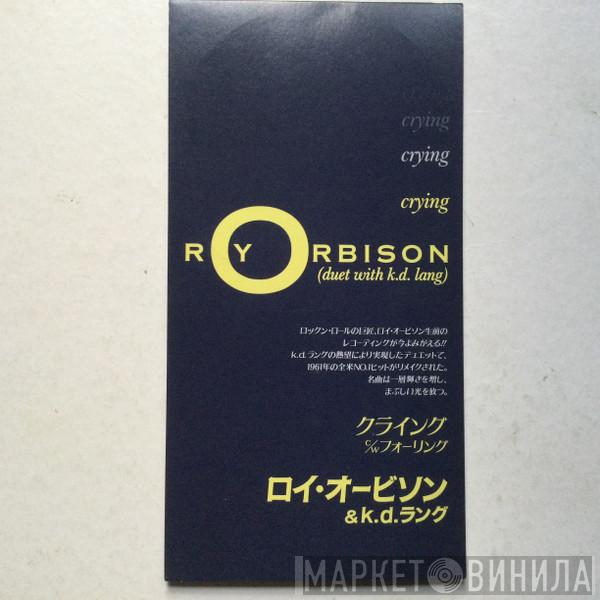 crying
crying
crying
crying
ROY ORBISON
(duet with k.d. lang)
ロックン・ロールの巨匠、ロイ・オービソン生前の
レコーディングが今よみがえる!!
k.d.ラングの熱望により実現したデュエットで、
1961年の全米NO.1ヒットがリメイクされた。
名曲は一層輝きを増し、
まぶしい光を放つ。
クライング
c/wフォーリング
ロイ・オービソン
&k.d.ラング
МАРКЕТ ВИНИЛА